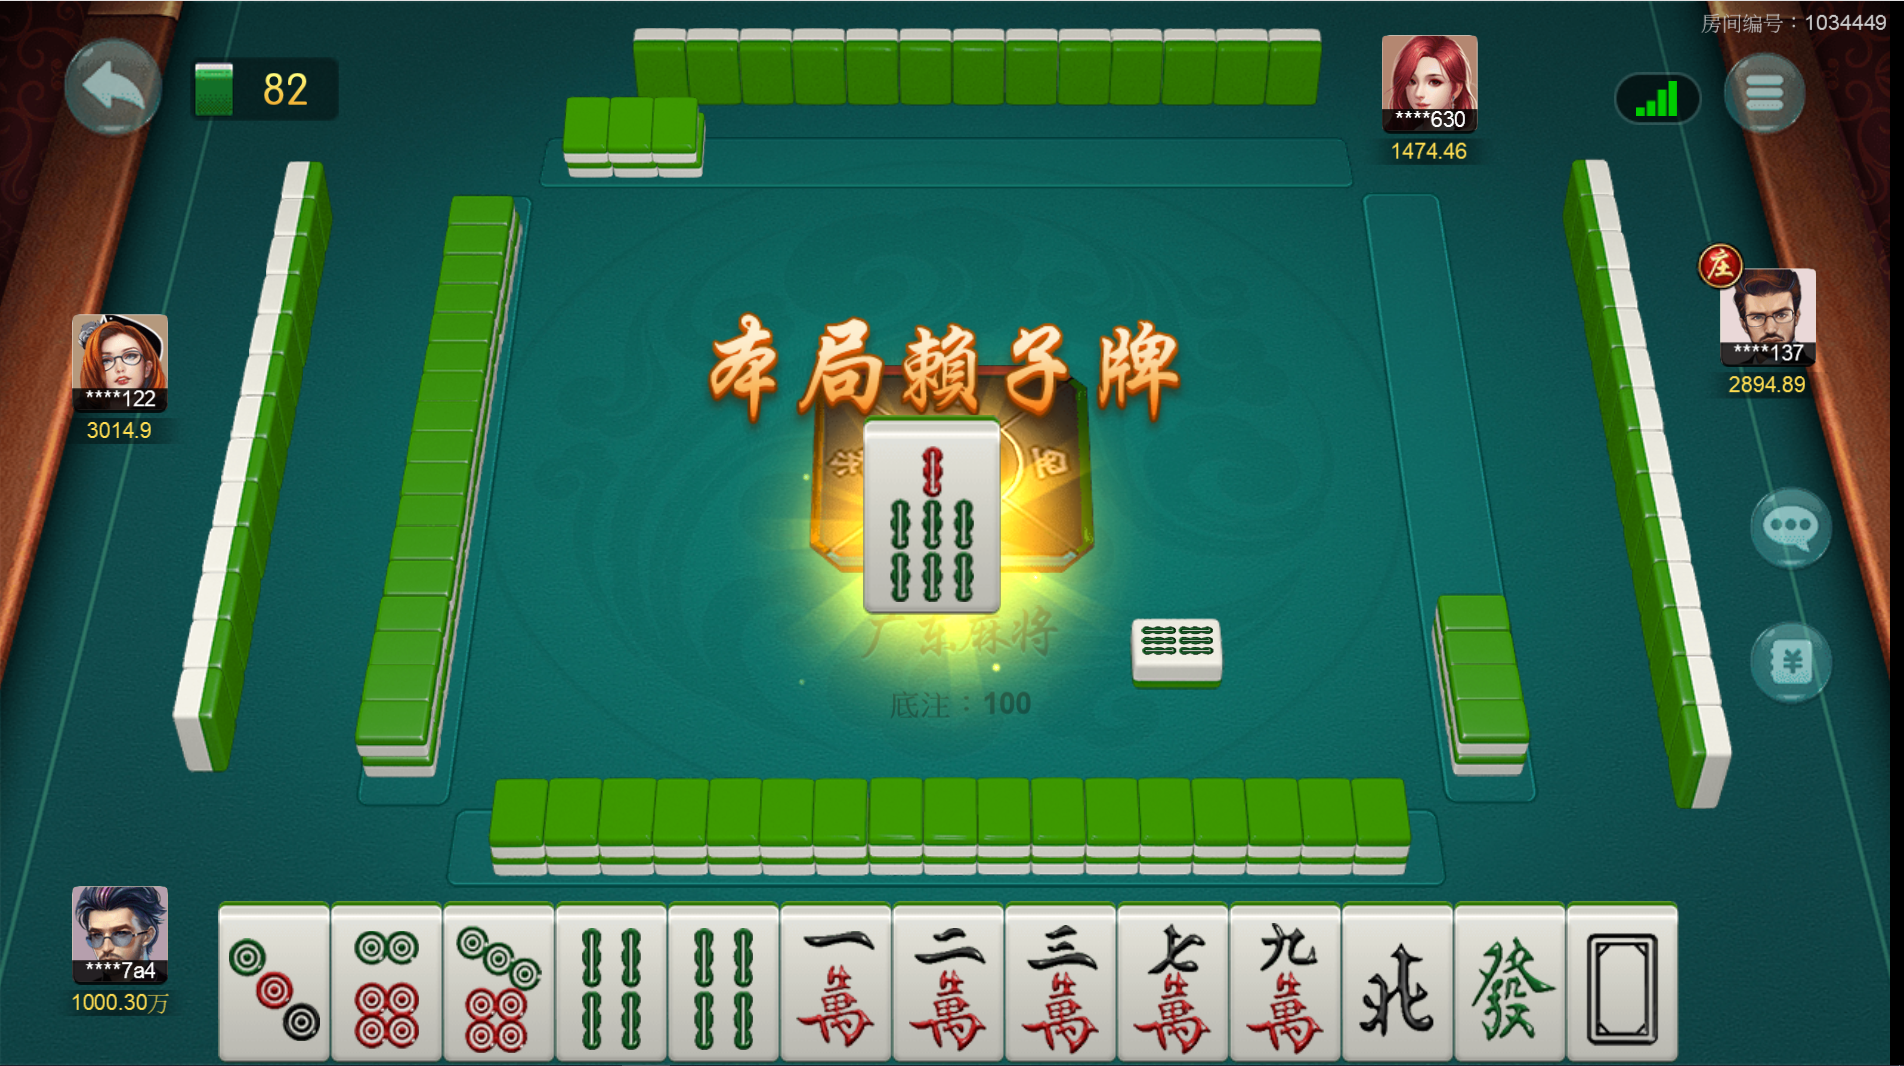 房间编号：1034449
82
****630
1474.46
庄
****137
2894.89
****122
3014.9
本局賴子牌
广东麻将
底注：100
****7a4
1000.30万
一萬 二萬 三萬 七萬 九萬 北 發